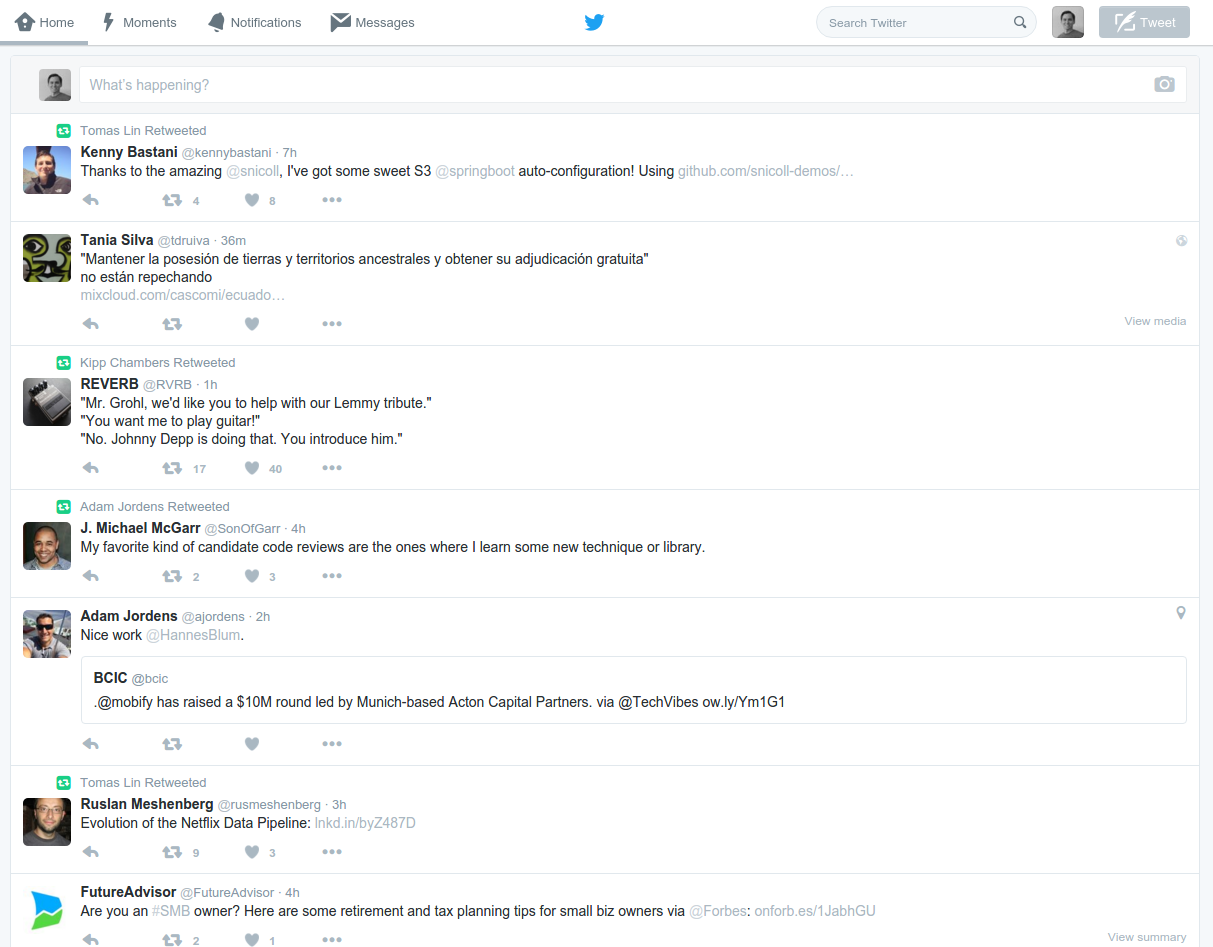 Home Moments Notifications Messages Search Twitter Tweet
What's happening?
Tomas Lin Retweeted
Kenny Bastani @kennybastani · 7h
Thanks to the amazing @snicoll, I've got some sweet S3 @springboot auto-configuration! Using github.com/snicoll-demos/…
4 8
Tania Silva @tdruiva · 36m
"Mantener la posesión de tierras y territorios ancestrales y obtener su adjudicación gratuita"
no están repechando
mixcloud.com/cascomi/ecuado…
View media
Kipp Chambers Retweeted
REVERB @RVRB · 1h
"Mr. Grohl, we'd like you to help with our Lemmy tribute."
"You want me to play guitar!"
"No. Johnny Depp is doing that. You introduce him."
17 40
Adam Jordens Retweeted
J. Michael McGarr @SonOfGarr · 4h
My favorite kind of candidate code reviews are the ones where I learn some new technique or library.
2 3
Adam Jordens @ajordens · 2h
Nice work @HannesBlum.
BCIC @bcic
.@mobify has raised a $10M round led by Munich-based Acton Capital Partners. via @TechVibes ow.ly/Ym1G1
Tomas Lin Retweeted
Ruslan Meshenberg @rusmeshenberg · 3h
Evolution of the Netflix Data Pipeline: lnkd.in/byZ487D
9 3
FutureAdvisor @FutureAdvisor · 4h
Are you an #SMB owner? Here are some retirement and tax planning tips for small biz owners via @Forbes: onforb.es/1JabhGU
2 1 View summary